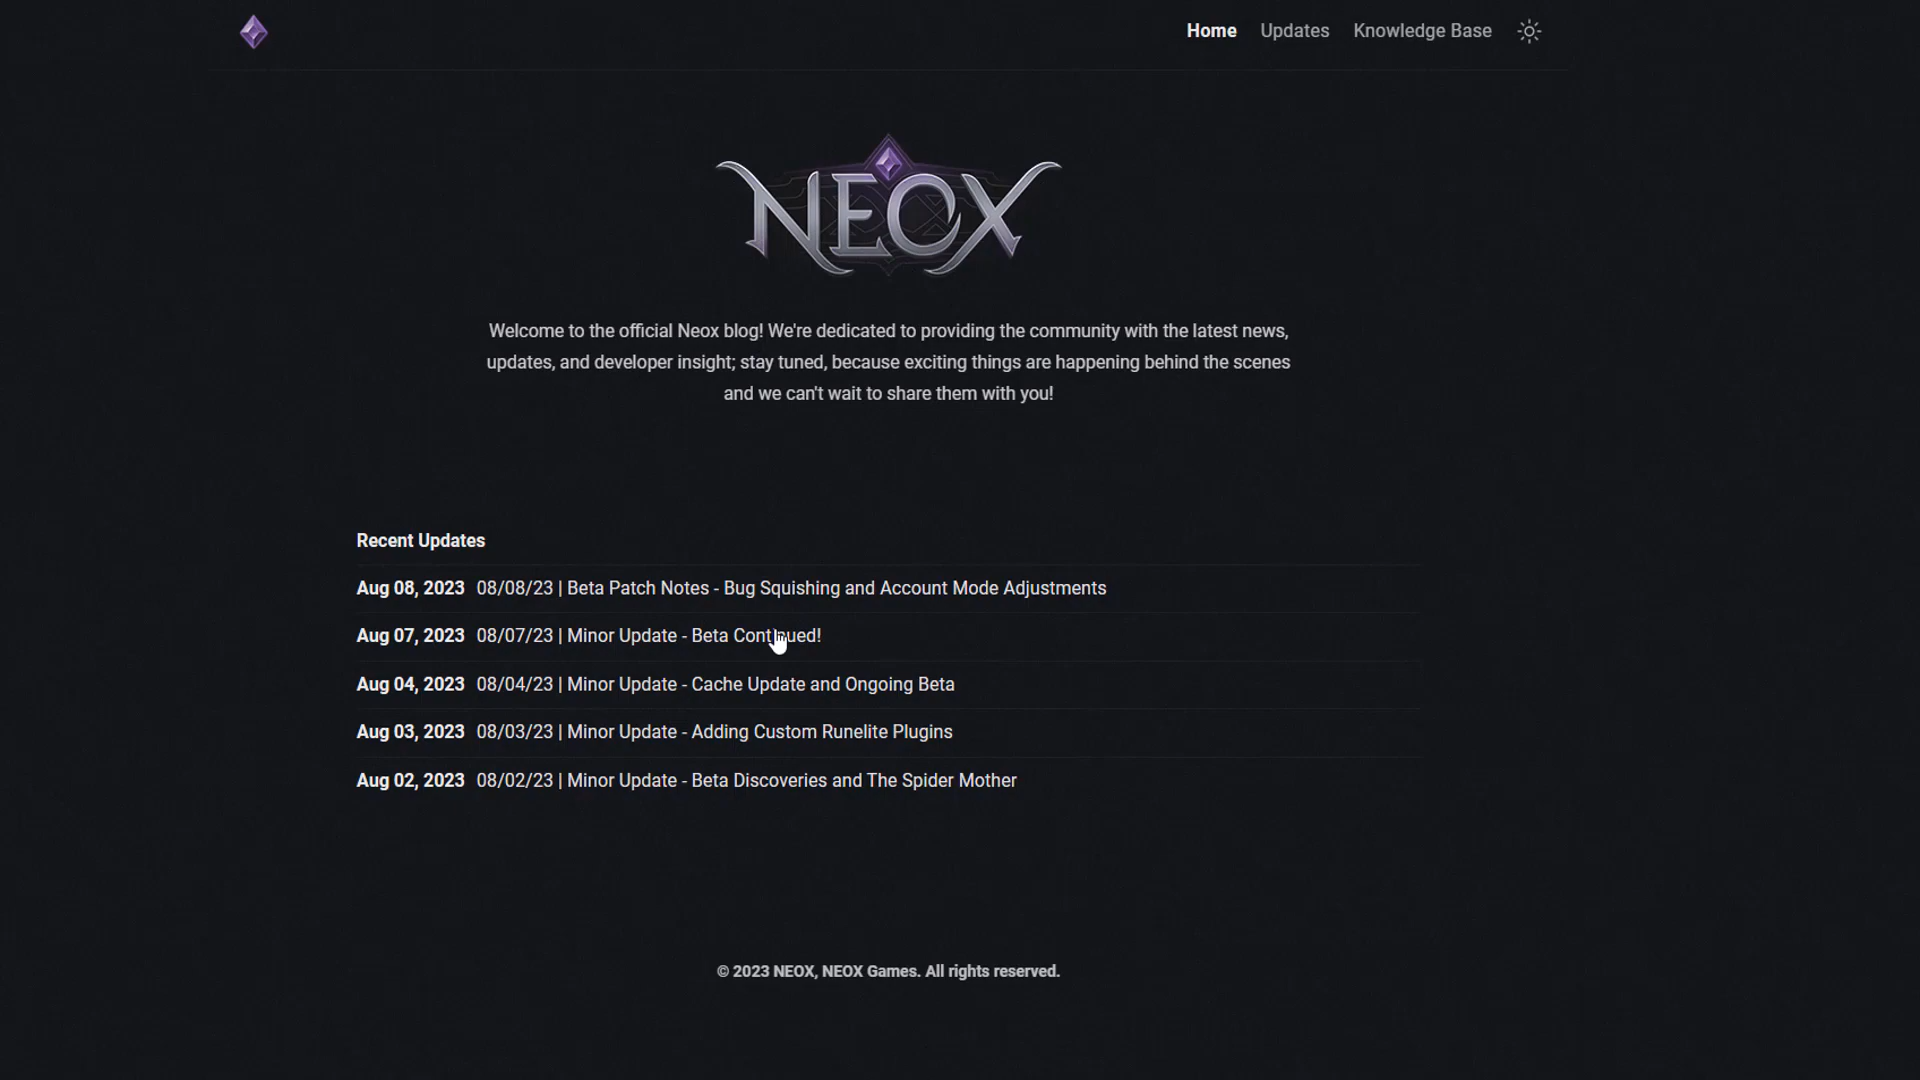 Home Updates Knowledge Base
NEOX
Welcome to the official Neox blog! We're dedicated to providing the community with the latest news,
updates, and developer insight; stay tuned, because exciting things are happening behind the scenes
and we can't wait to share them with you!
Recent Updates
Aug 08, 2023 08/08/23 | Beta Patch Notes - Bug Squishing and Account Mode Adjustments
Aug 07, 2023 08/07/23 | Minor Update - Beta Continued!
Aug 04, 2023 08/04/23 | Minor Update - Cache Update and Ongoing Beta
Aug 03, 2023 08/03/23 | Minor Update - Adding Custom Runelite Plugins
Aug 02, 2023 08/02/23 | Minor Update - Beta Discoveries and The Spider Mother
© 2023 NEOX, NEOX Games. All rights reserved.